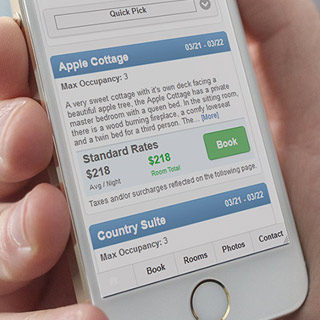 Quick Pick
Apple Cottage 03/21 - 03/22
Max Occupancy: 3
A very sweet cottage with it's own deck facing a
beautiful apple tree, the Apple Cottage has a private
master bedroom with a queen bed. In the sitting room,
there is a wood burning fireplace, a comfy loveseat
and a twin bed for a third person. The... [More]
Standard Rates
$218 $218 Book
Avg / Night Room Total
Taxes and/or surcharges reflected on the following page.
Country Suite 03/21 - 03/22
Max Occupancy: 3
Book Rooms Photos Contact